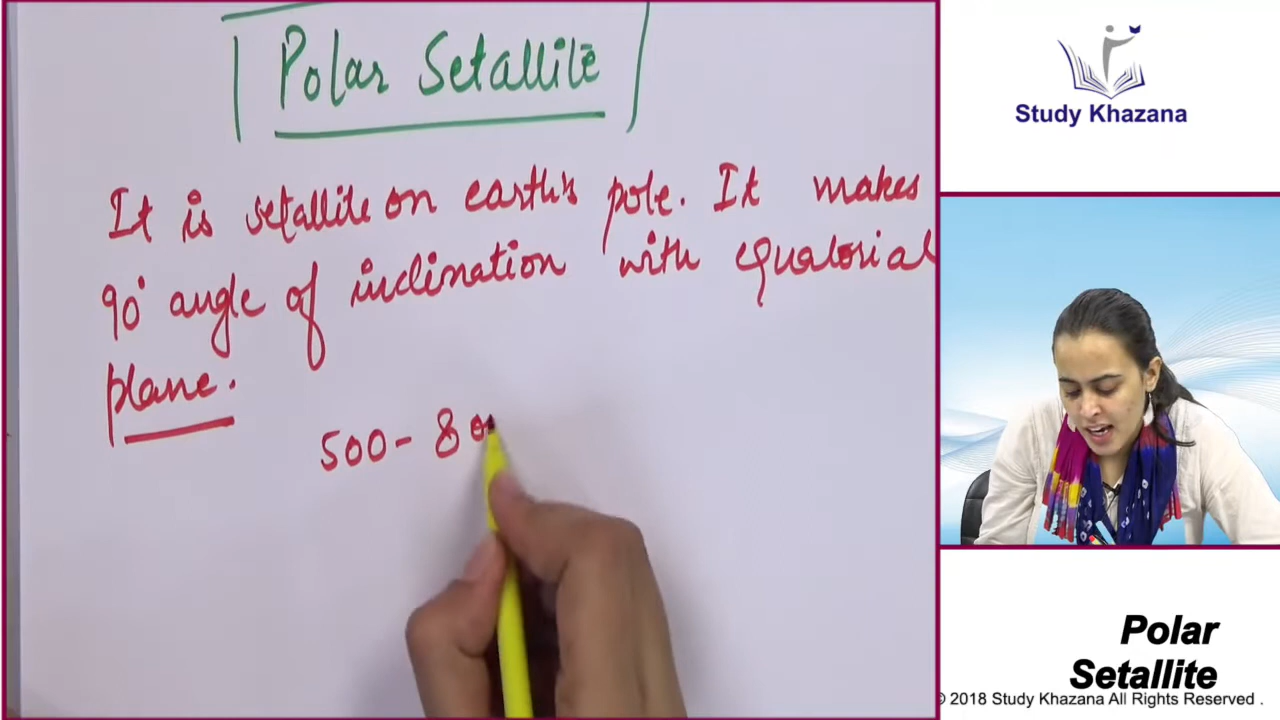 Polar Setallite
It is setallite on earth's pole. It makes
90° angle of inclination with equatorial
plane.
500 - 800
Study Khazana
Polar
Setallite
© 2018 Study Khazana All Rights Reserved .